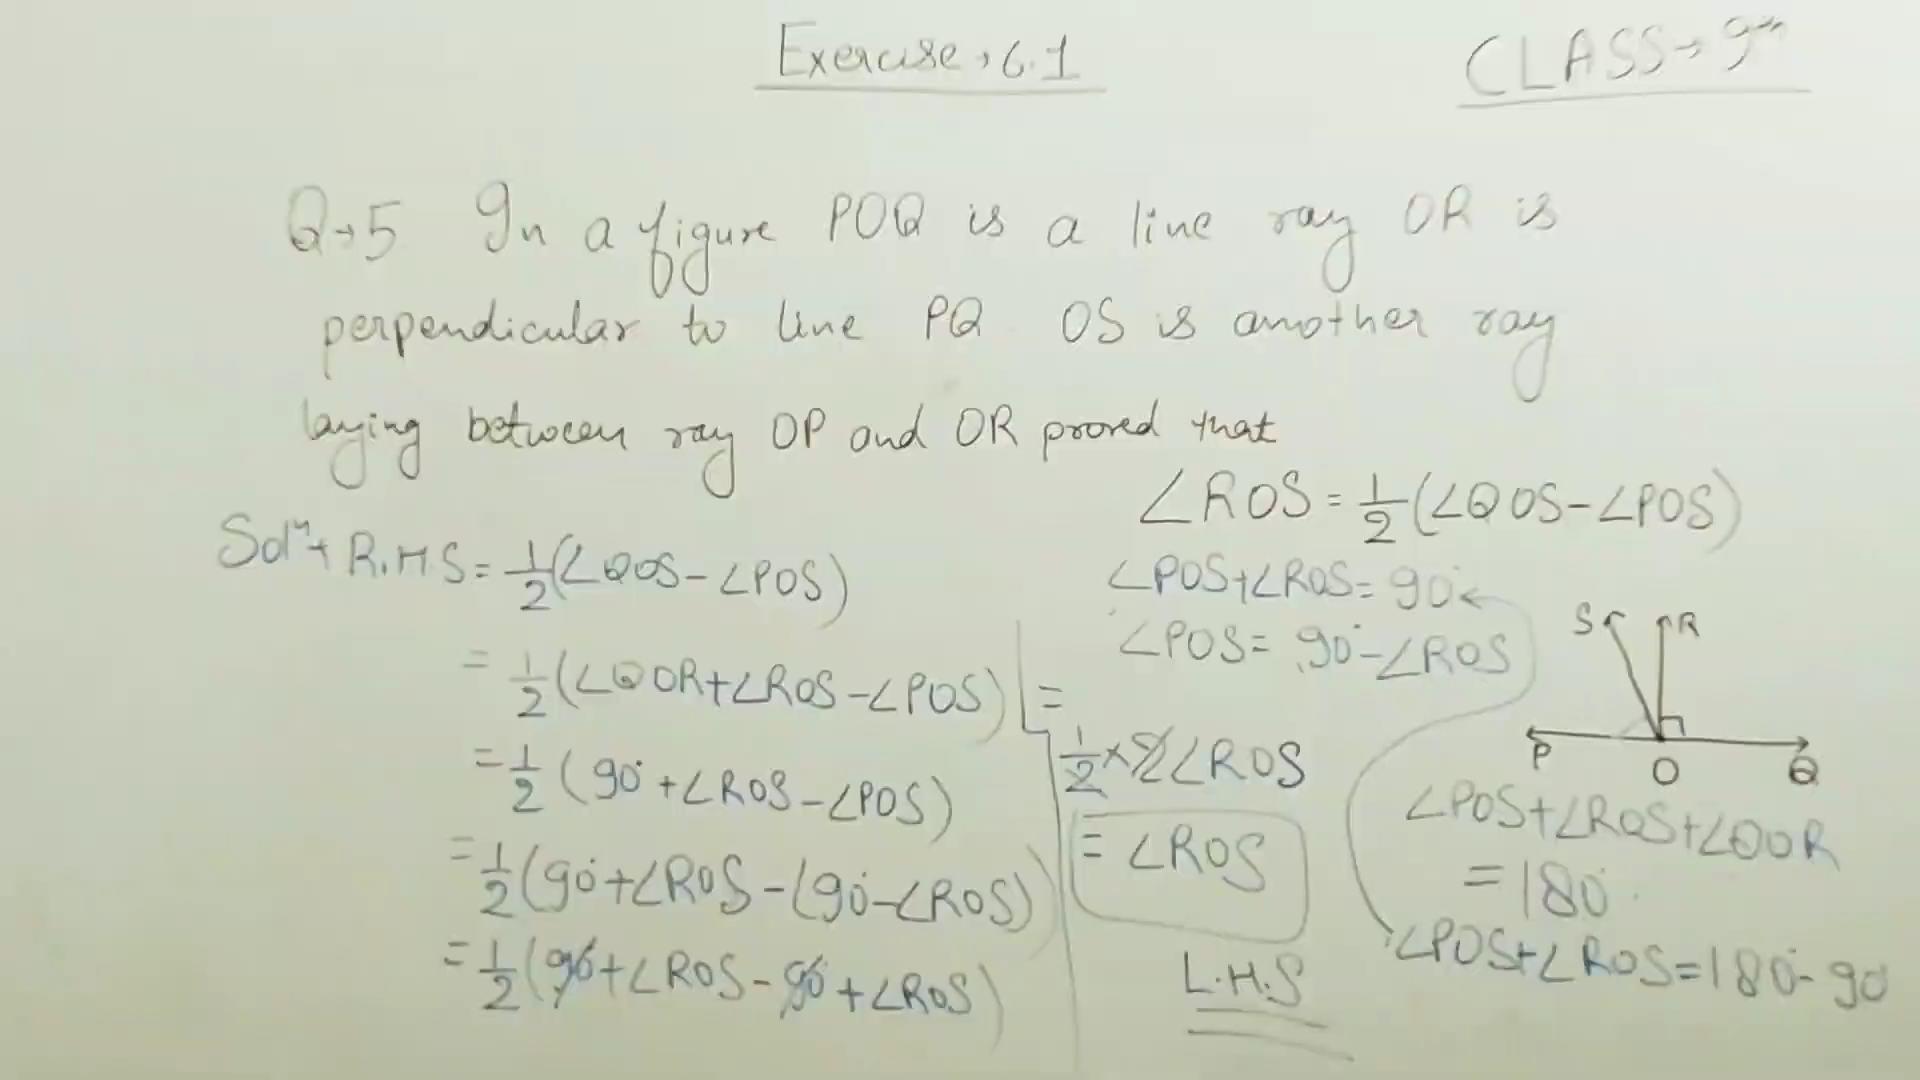 Exercise → 6.1
CLASS → 9th
Q→5 In a figure POQ is a line ray OR is
perpendicular to line PQ OS is another ray
laying between ray OP and OR proved that
∠ROS = 1/2 (∠QOS - ∠POS)
Solⁿ→ R.H.S = 1/2 (∠QOS - ∠POS)
= 1/2 (∠QOR + ∠ROS - ∠POS)
= 1/2 (90° + ∠ROS - ∠POS)
= 1/2 (90° + ∠ROS - (90° - ∠ROS)
= 1/2 (90° + ∠ROS - 90° + ∠ROS)
∠POS + ∠ROS = 90°
∠POS = 90° - ∠ROS
=
1/2 × 2∠ROS
= ∠ROS
L.H.S
S R
P O Q
∠POS + ∠ROS + ∠QOR
= 180°
∠POS + ∠ROS = 180° - 90